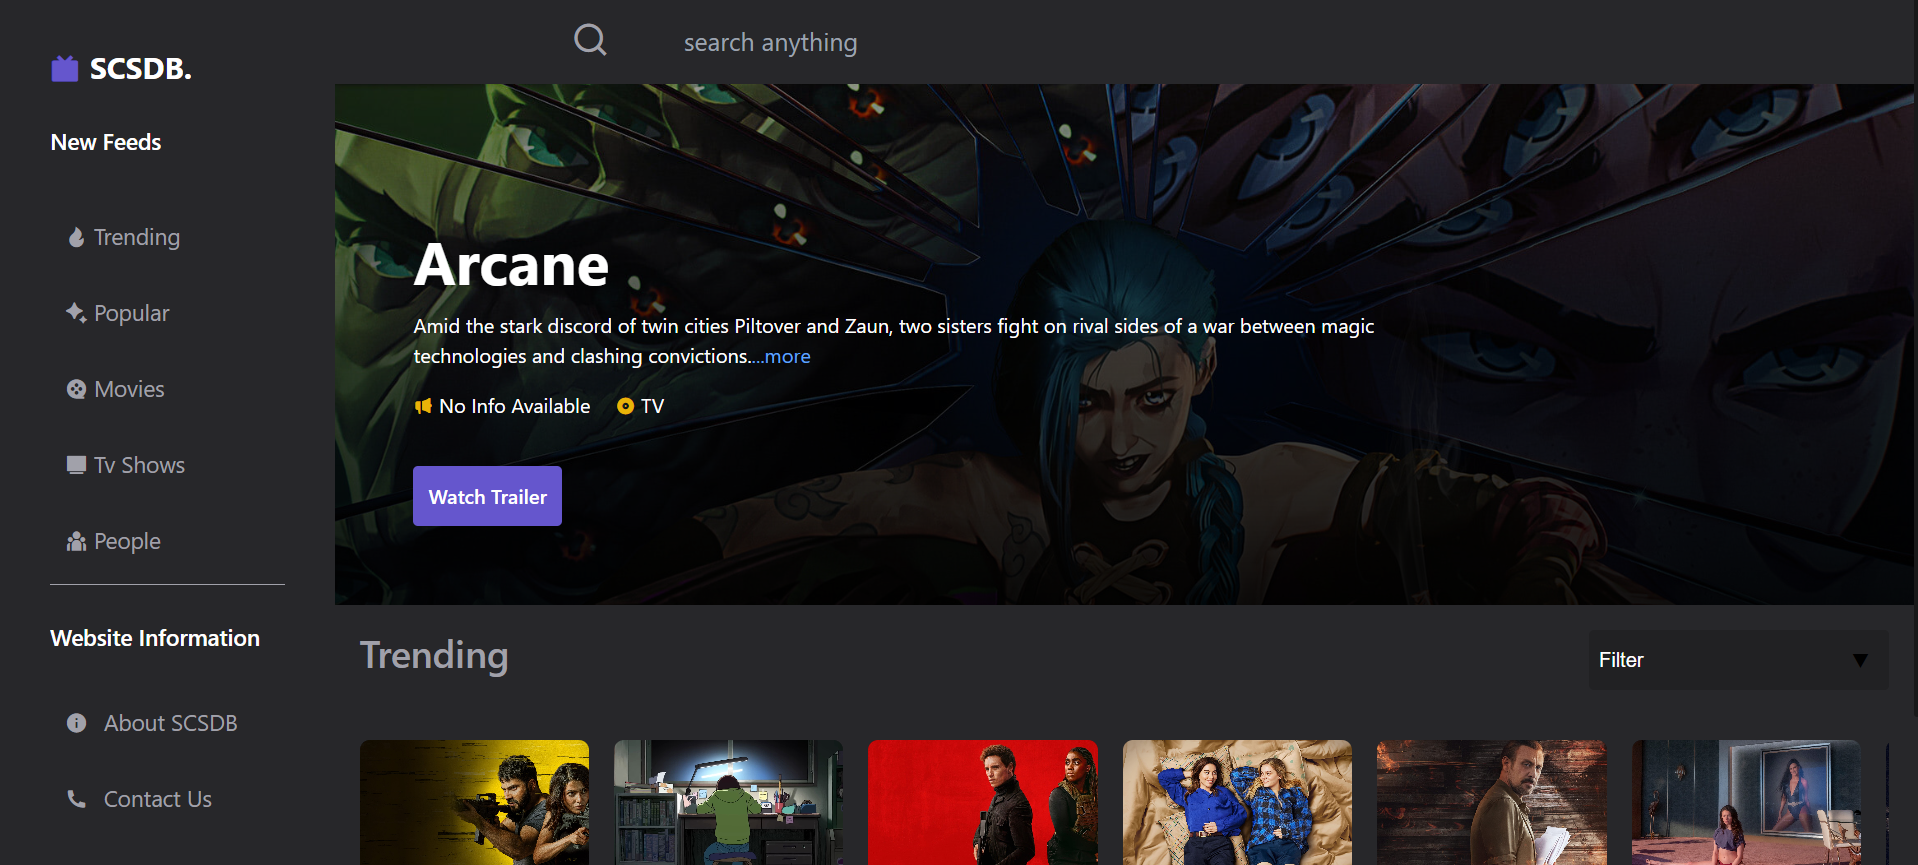 SCSDB.
New Feeds
Trending
Popular
Movies
Tv Shows
People
Website Information
About SCSDB
Contact Us
search anything
Arcane
Amid the stark discord of twin cities Piltover and Zaun, two sisters fight on rival sides of a war between magic
technologies and clashing convictions....more
No Info Available TV
Watch Trailer
Trending
Filter